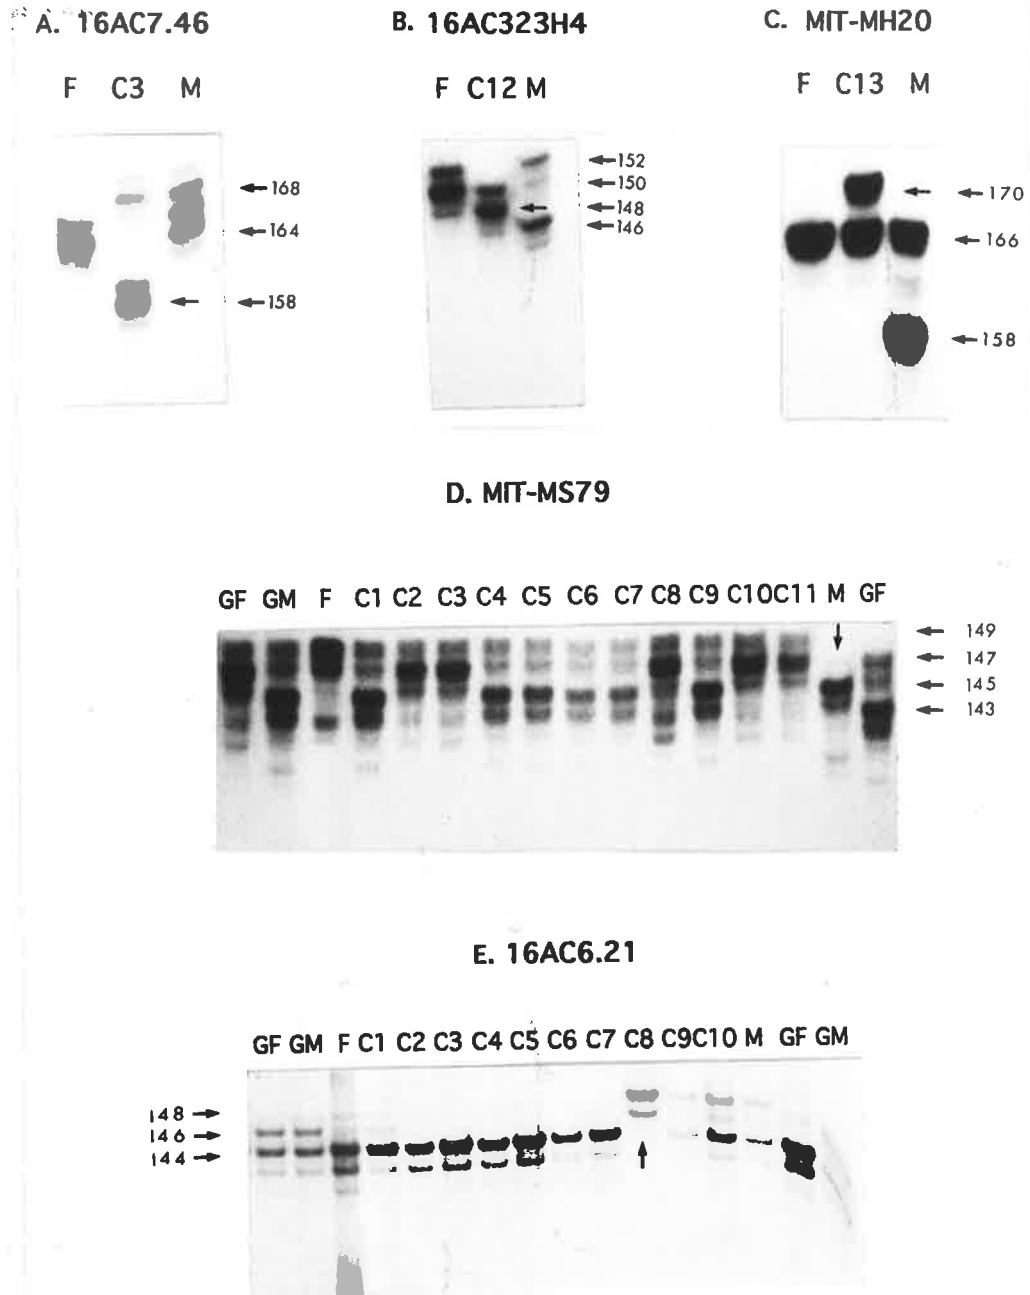 A. 16AC7.46
F C3 M
168
164
158
B. 16AC323H4
F C12 M
152
150
148
146
C. MIT-MH20
F C13 M
170
166
158
D. MIT-MS79
GF GM F C1 C2 C3 C4 C5 C6 C7 C8 C9 C10 C11 M GF
149
147
145
143
E. 16AC6.21
GF GM F C1 C2 C3 C4 C5 C6 C7 C8 C9 C10 M GF GM
148
146
144